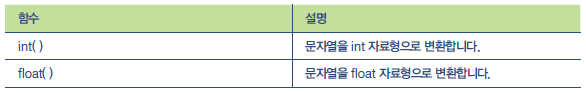 함수 설명
int( ) 문자열을 int 자료형으로 변환합니다.
float( ) 문자열을 float 자료형으로 변환합니다.